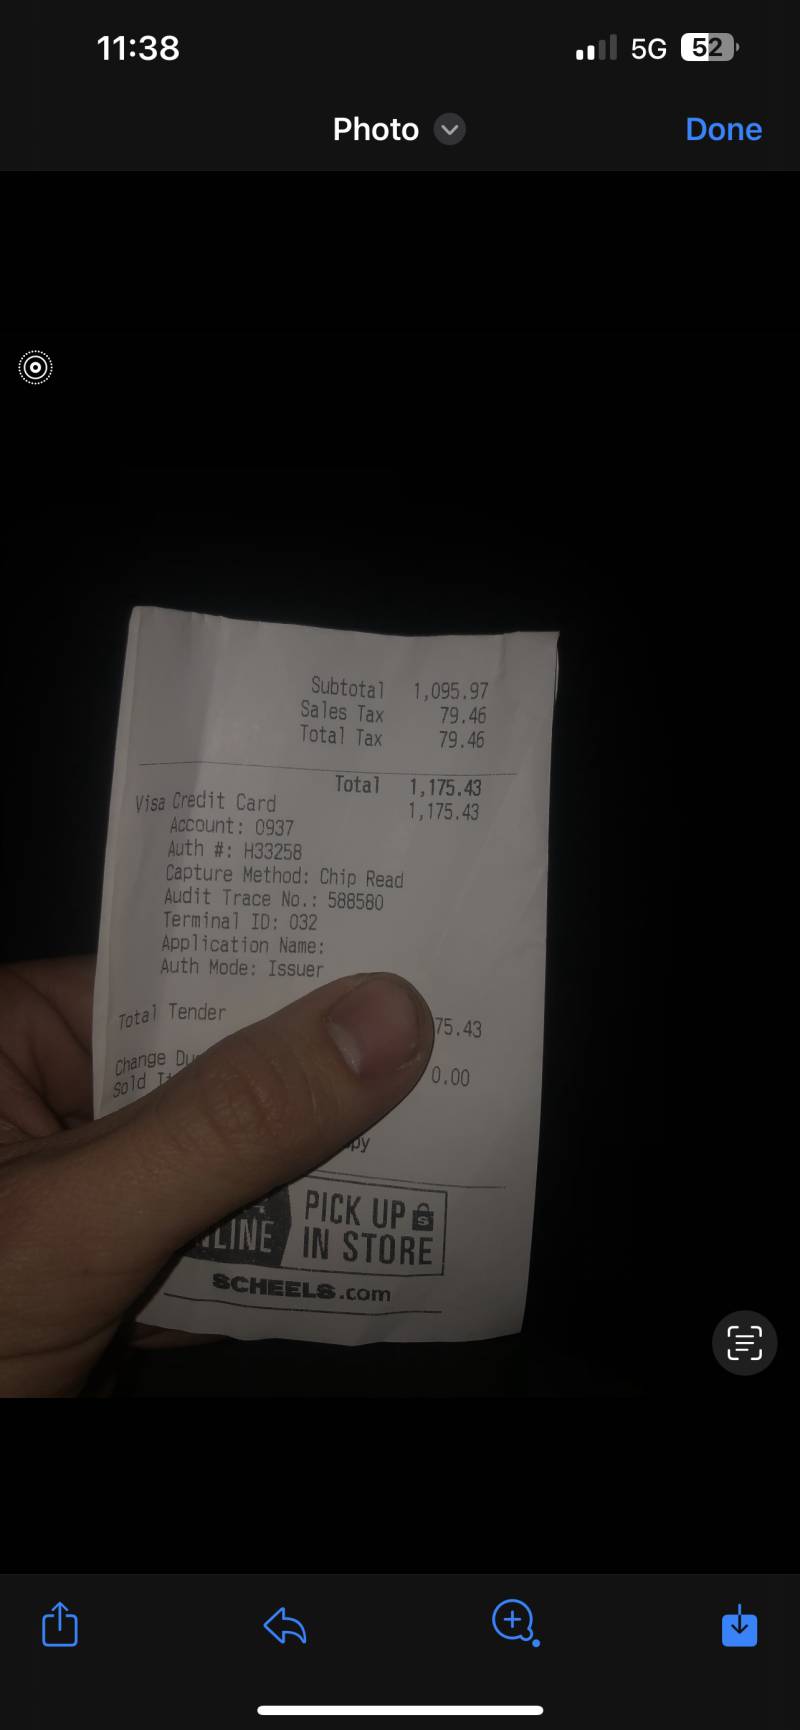 11:38
5G 52
Photo
Done
Subtotal 1,095.97
Sales Tax 79.46
Total Tax 79.46
Total 1,175.43
Visa Credit Card 1,175.43
Account: 0937
Auth #: H33258
Capture Method: Chip Read
Audit Trace No.: 588580
Terminal ID: 032
Application Name:
Auth Mode: Issuer
Total Tender 75.43
Change 0.00
Sold
PICK UP
IN STORE
SCHEELS.com